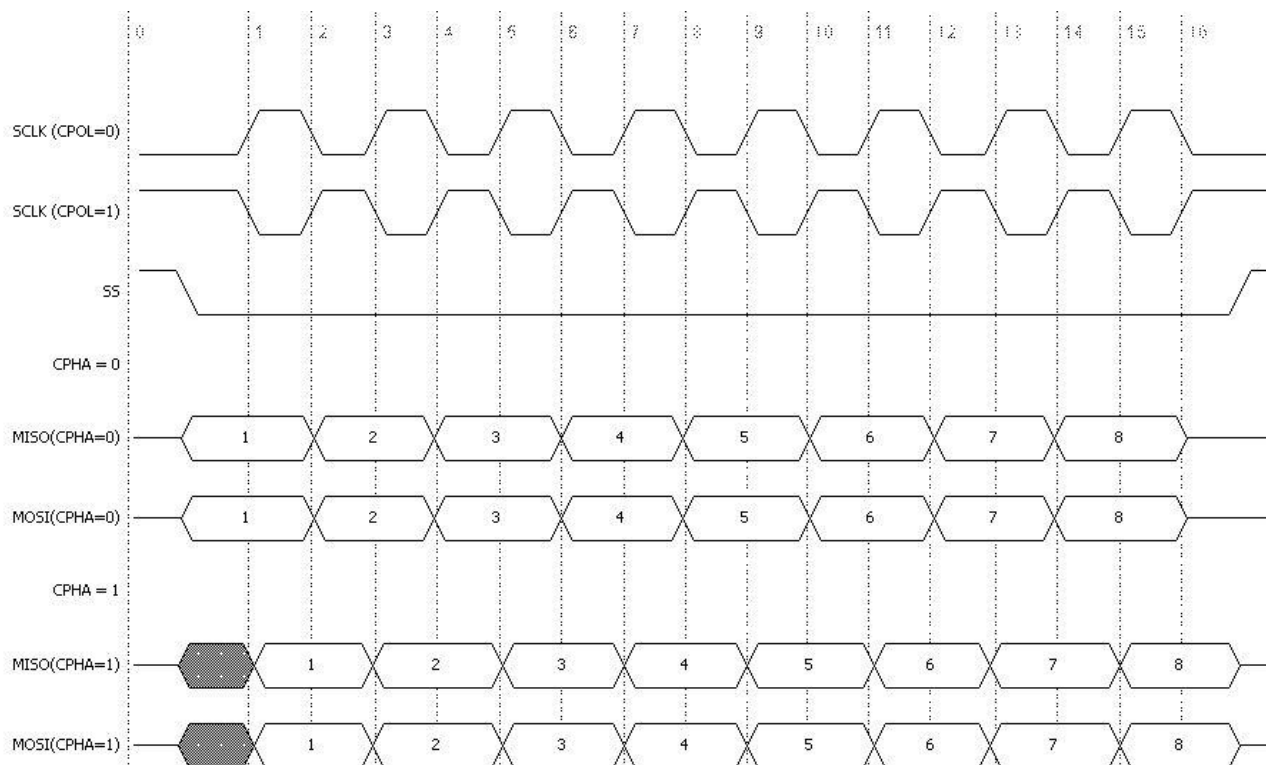 0 1 2 3 4 5 6 7 8 9 10 11 12 13 14 15 16
SCLK (CPOL=0)
SCLK (CPOL=1)
SS
CPHA = 0
MISO(CPHA=0) 1 2 3 4 5 6 7 8
MOSI(CPHA=0) 1 2 3 4 5 6 7 8
CPHA = 1
MISO(CPHA=1) 1 2 3 4 5 6 7 8
MOSI(CPHA=1) 1 2 3 4 5 6 7 8